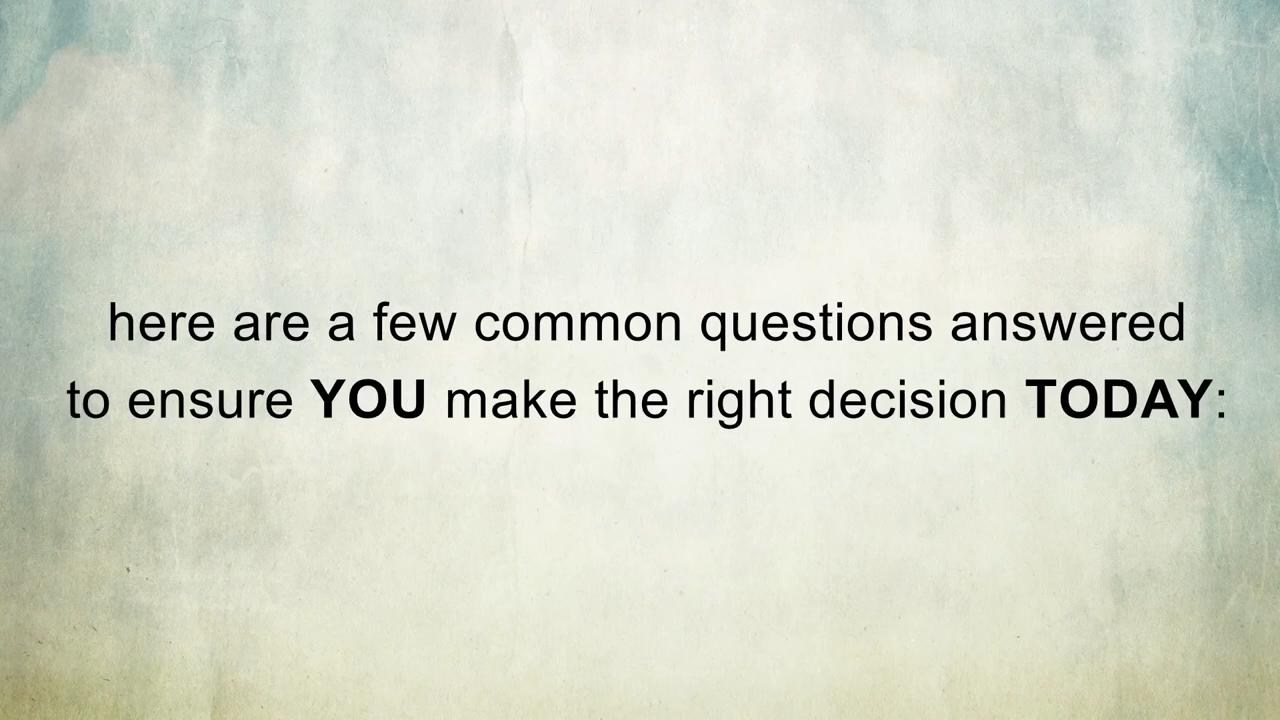 here are a few common questions answered
to ensure YOU make the right decision TODAY: